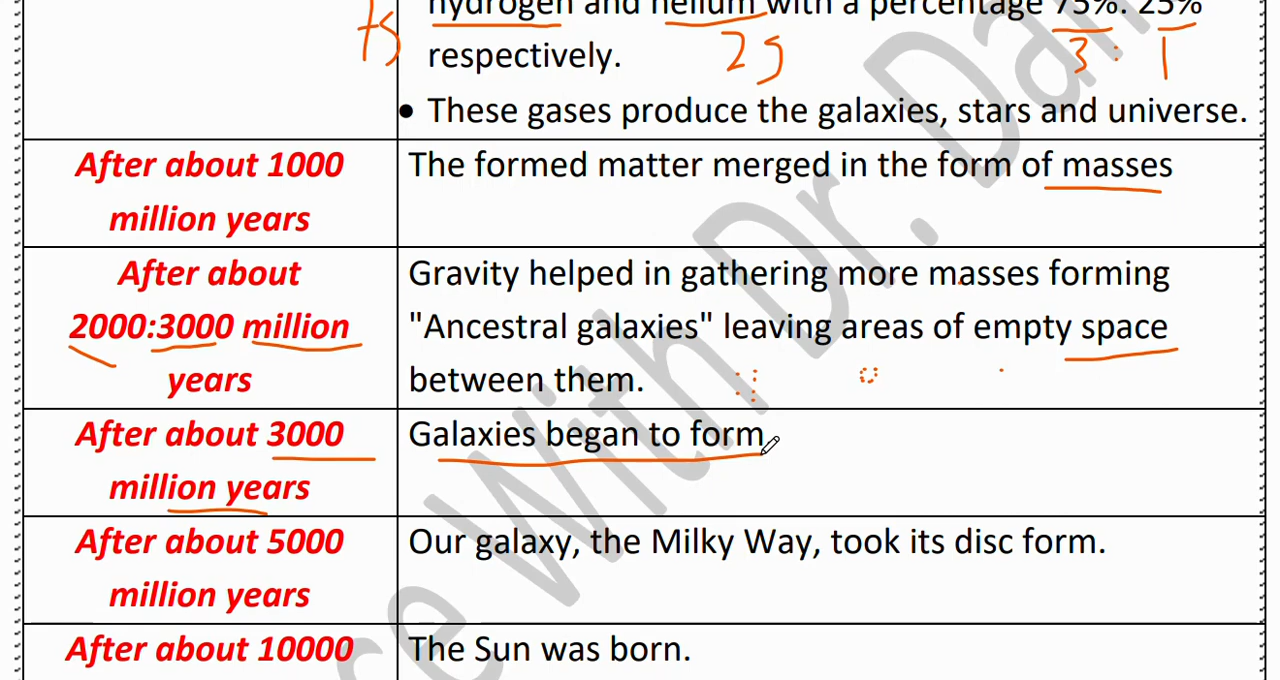 hydrogen and helium with a percentage 75%: 25%
75
respectively.
25
3 : 1
• These gases produce the galaxies, stars and universe.
After about 1000
million years
The formed matter merged in the form of masses
After about
2000:3000 million
years
Gravity helped in gathering more masses forming
"Ancestral galaxies" leaving areas of empty space
between them.
After about 3000
million years
Galaxies began to form
After about 5000
million years
Our galaxy, the Milky Way, took its disc form.
After about 10000
The Sun was born.
With Dr.